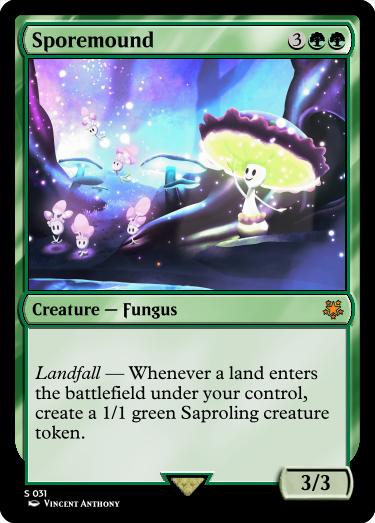 Sporemound 3
Creature — Fungus
Landfall — Whenever a land enters
the battlefield under your control,
create a 1/1 green Saproling creature
token.
3/3
S 031
Vincent Anthony